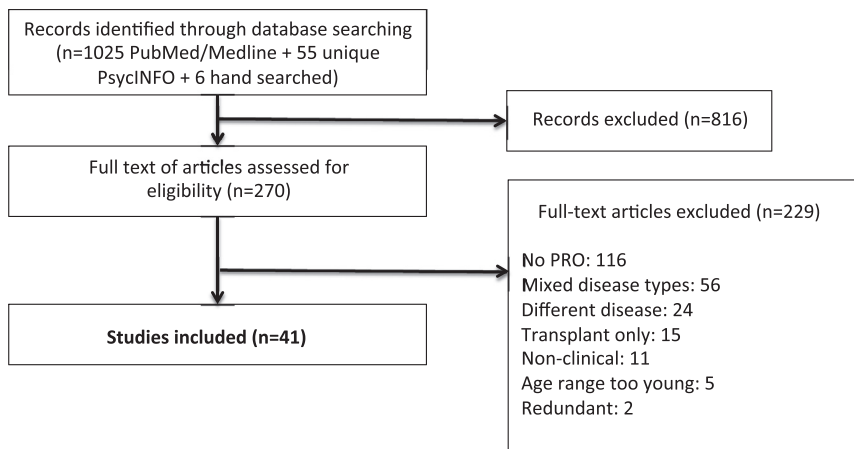 Records identified through database searching
(n=1025 PubMed/Medline + 55 unique
PsycINFO + 6 hand searched)
Records excluded (n=816)
Full text of articles assessed for
eligibility (n=270)
Full-text articles excluded (n=229)
No PRO: 116
Mixed disease types: 56
Different disease: 24
Transplant only: 15
Non-clinical: 11
Age range too young: 5
Redundant: 2
Studies included (n=41)